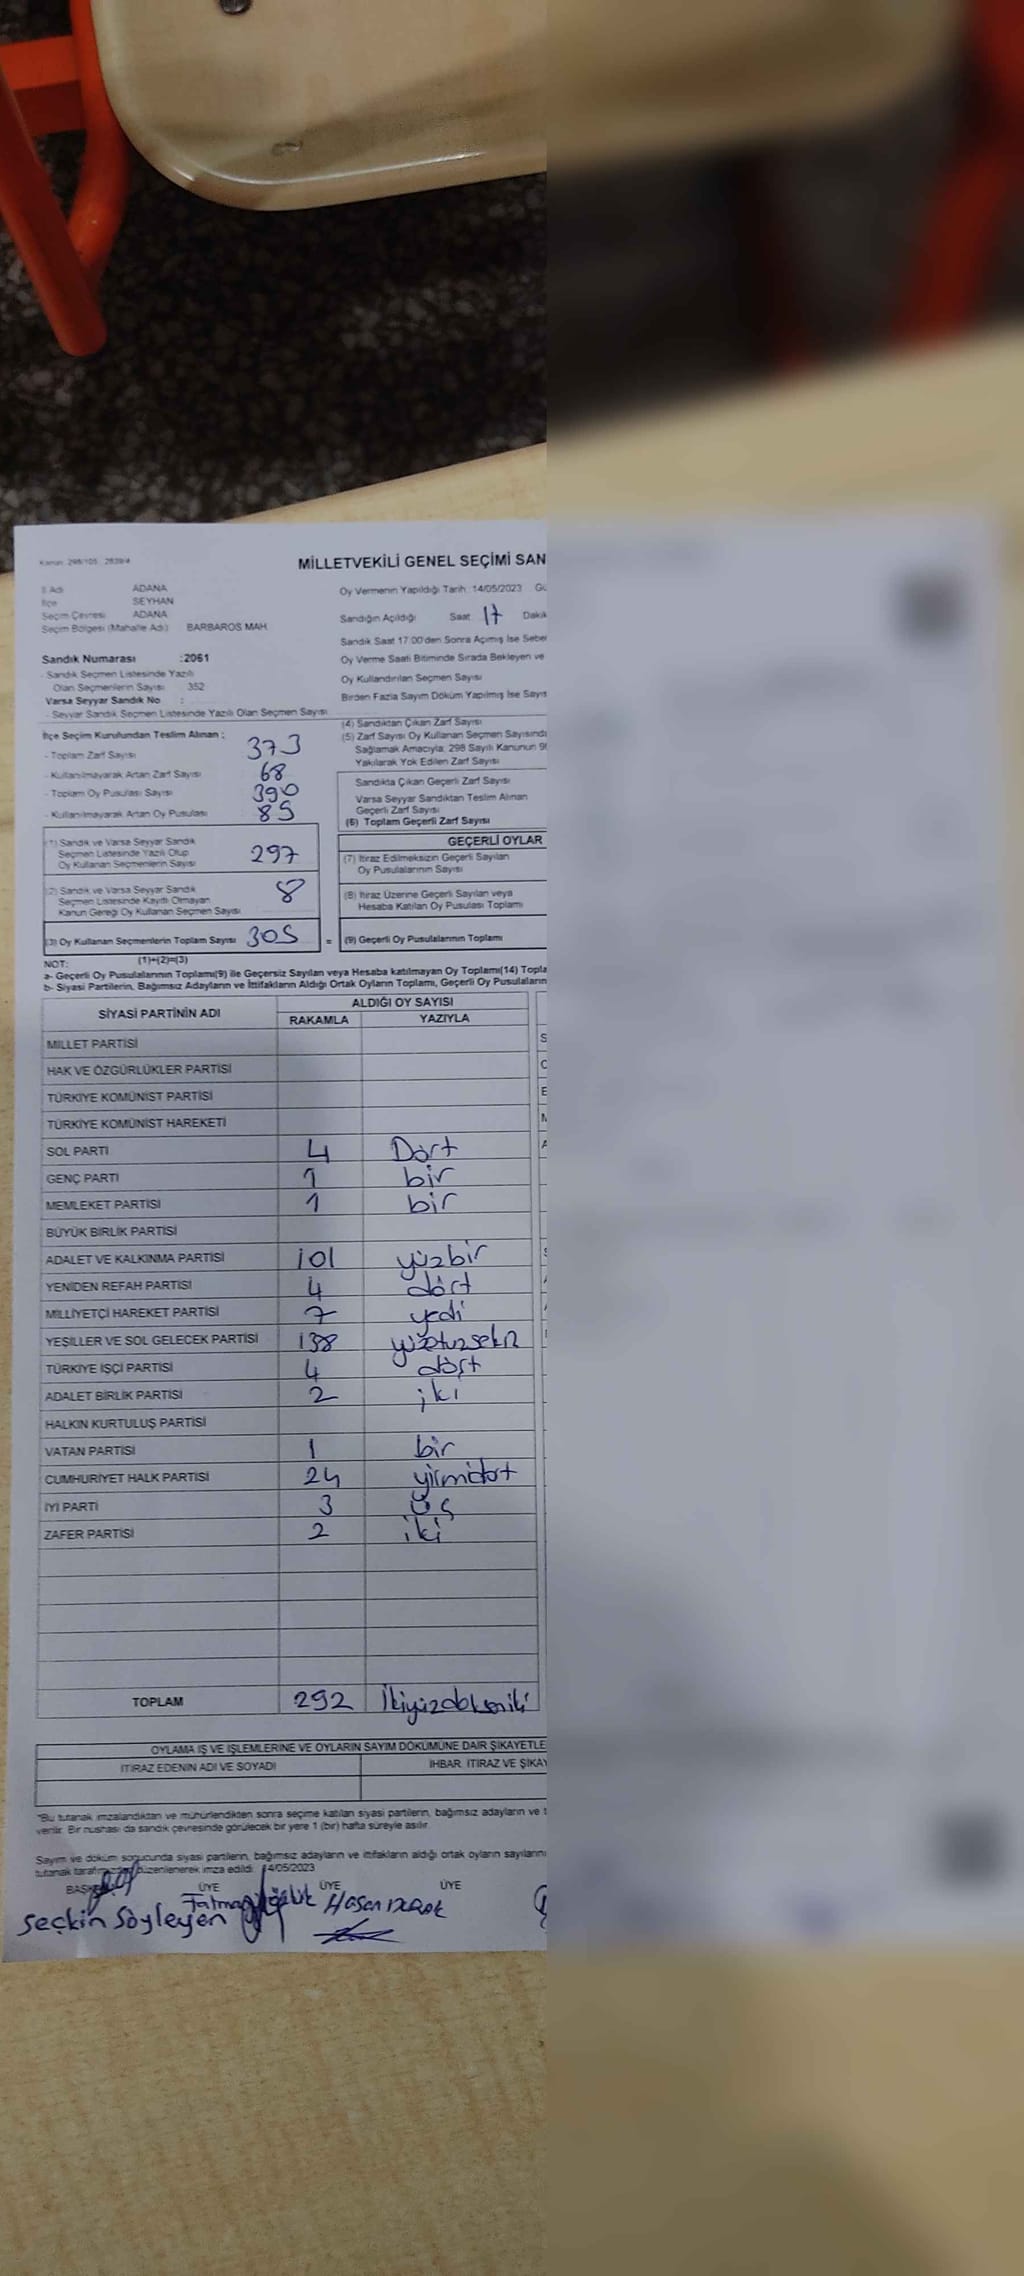 Kanun: 298/105 , 2839/4
MİLLETVEKİLİ GENEL SEÇİMİ SAN
İl Adı ADANA
İlçe SEYHAN
Seçim Çevresi ADANA
Seçim Bölgesi (Mahalle Adı) BARBAROS MAH.
Oy Vermenin Yapıldığı Tarih: 14/05/2023
Sandığın Açıldığı Saat 17 Dakik
Sandık Saat 17:00'den Sonra Açımış İse Sebe
Sandık Numarası :2061
Oy Verme Saati Bitiminde Sırada Bekleyen ve
- Sandık Seçmen Listesinde Yazılı
Olan Seçmenlerin Sayısı 352
Oy Kullandırılan Seçmen Sayısı
Varsa Seyyar Sandık No :
Birden Fazla Sayım Döküm Yapılmış İse Sayıs
- Seyyar Sandık Seçmen Listesinde Yazılı Olan Seçmen Sayısı
İlçe Seçim Kurulundan Teslim Alınan :
- Toplam Zarf Sayısı 373
- Kullanılmayarak Artan Zarf Sayısı 68
- Toplam Oy Pusulası Sayısı 390
- Kullanılmayarak Artan Oy Pusulası 85
(4) Sandıktan Çıkan Zarf Sayısı
(5) Zarf Sayısı Oy Kullanan Seçmen Sayısınd
Sağlamak Amacıyla, 298 Sayılı Kanunun 9
Yakılarak Yok Edilen Zarf Sayısı
Sandıkta Çıkan Geçerli Zarf Sayısı
Varsa Seyyar Sandıktan Teslim Alınan
Geçerli Zarf Sayısı
(6) Toplam Geçerli Zarf Sayısı
(1) Sandık ve Varsa Seyyar Sandık
Seçmen Listesinde Yazılı Olup
Oy Kullanan Seçmenlerin Sayısı 297
(2) Sandık ve Varsa Seyyar Sandık
Seçmen Listesinde Kayıtlı Olmayan
Kanun Gereği Oy Kullanan Seçmen Sayısı 8
(3) Oy Kullanan Seçmenlerin Toplam Sayısı 305 =
GEÇERLİ OYLAR
(7) İtiraz Edilmeksizin Geçerli Sayılan
Oy Pusulalarının Sayısı
(8) İtiraz Üzerine Geçerli Sayılan veya
Hesaba Katılan Oy Pusulası Toplamı
(9) Geçerli Oy Pusulalarının Toplamı
NOT: (1)+(2)=(3)
a- Geçerli Oy Pusulalarının Toplamı(9) ile Geçersiz Sayılan veya Hesaba katılmayan Oy Toplamı(14) Topla
b- Siyasi Partilerin, Bağımsız Adayların ve İttifakların Aldığı Ortak Oyların Toplamı, Geçerli Oy Pusulaların
SİYASİ PARTİNİN ADI ALDIĞI OY SAYISI
RAKAMLA YAZIYLA
MİLLET PARTİSİ
HAK VE ÖZGÜRLÜKLER PARTİSİ
TÜRKİYE KOMÜNİST PARTİSİ
TÜRKİYE KOMÜNİST HAREKETİ
SOL PARTİ 4 Dört
GENÇ PARTİ 1 bir
MEMLEKET PARTİSİ 1 bir
BÜYÜK BİRLİK PARTİSİ
ADALET VE KALKINMA PARTİSİ 101 yüzbir
YENİDEN REFAH PARTİSİ 4 dört
MİLLİYETÇİ HAREKET PARTİSİ 7 yedi
YEŞİLLER VE SOL GELECEK PARTİSİ 138
TÜRKİYE İŞÇİ PARTİSİ 4 dört
ADALET BİRLİK PARTİSİ 2 iki
HALKIN KURTULUŞ PARTİSİ
VATAN PARTİSİ 1 bir
CUMHURİYET HALK PARTİSİ 24 yirmidört
İYİ PARTİ 3 üç
ZAFER PARTİSİ 2 iki
TOPLAM 292 İkiyüzdoksaniki
OYLAMA İŞ VE İŞLEMLERİNE VE OYLARIN SAYIM DÖKÜMÜNE DAİR ŞİKAYETLE
İTİRAZ EDENİN ADI VE SOYADI İHBAR, İTİRAZ VE ŞİKAY
*Bu tutanak imzalandıktan ve mühürlendikten sonra seçime katılan siyasi partilerin, bağımsız adayların ve
verilir. Bir nushası da sandık çevresinde görülecek bir yere 1 (bir) hafta süreyle asılır.
Sayım ve döküm sonucunda siyasi partilerin, bağımsız adayların ve ittifakların aldığı ortak oyların sayıların
tutanak düzenlenerek imza edildi. 14/05/2023
ÜYE ÜYE ÜYE
Seçkin Söyleyen Fatma Hasan